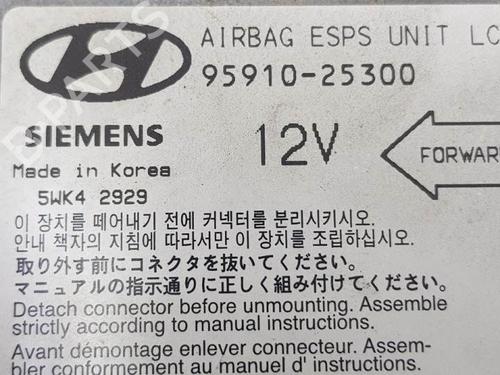 AIRBAG ESPS UNIT LC
95910-25300
SIEMENS
12V
FORWARD
Made in Korea
5WK4 2929
이 장치를 떼어내기 전에 커넥터를 분리시키시오.
안내 책자의 지침에 따라서만 이 장치를 조립하십시오.
取り外す前にコネクタを抜いてください。
マニュアルの指示通りに正しく組み付けてください。
Detach connector before unmounting. Assemble
strictly according to manual instructions.
Avant démontage enlever connecteur. Assem-
bler conformement au manuel d' instructions.